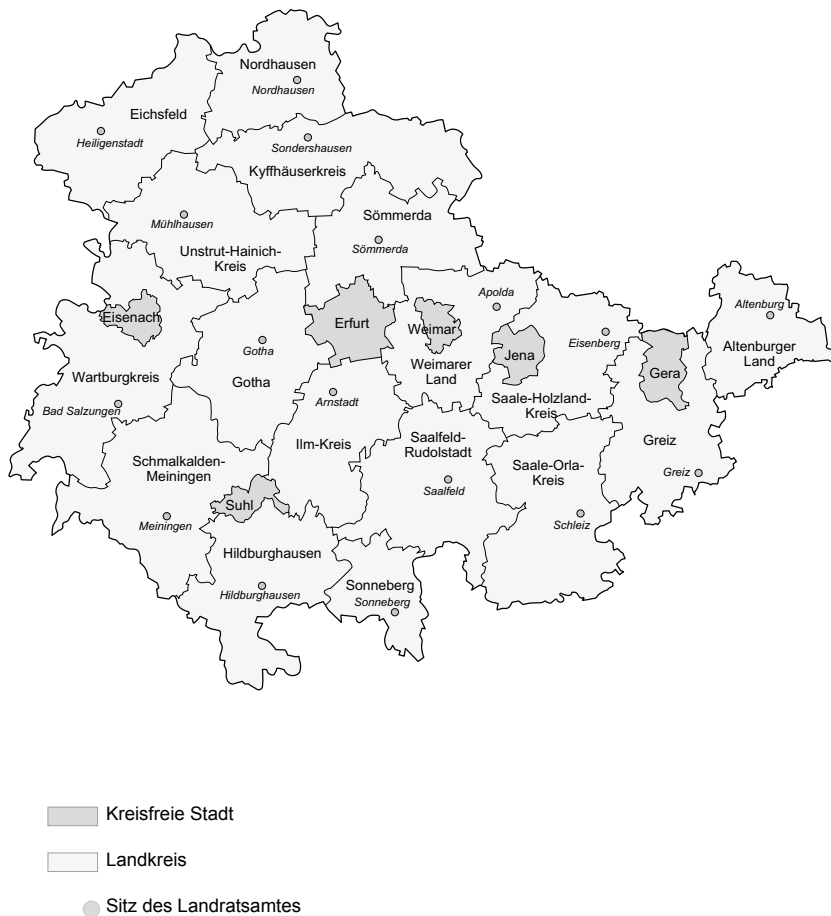 Nordhausen
Nordhausen
Eichsfeld
Heiligenstadt
Sondershausen
Kyffhäuserkreis
Mühlhausen
Unstrut-Hainich-
Kreis
Sömmerda
Sömmerda
Eisenach
Gotha
Gotha
Erfurt
Weimar
Weimarer
Land
Apolda
Jena
Eisenberg
Saale-Holzland-
Kreis
Gera
Altenburg
Altenburger
Land
Wartburgkreis
Bad Salzungen
Arnstadt
Ilm-Kreis
Saalfeld-
Rudolstadt
Saalfeld
Saale-Orla-
Kreis
Schleiz
Greiz
Greiz
Schmalkalden-
Meiningen
Meiningen
Suhl
Hildburghausen
Hildburghausen
Sonneberg
Sonneberg
Kreisfreie Stadt
Landkreis
Sitz des Landratsamtes